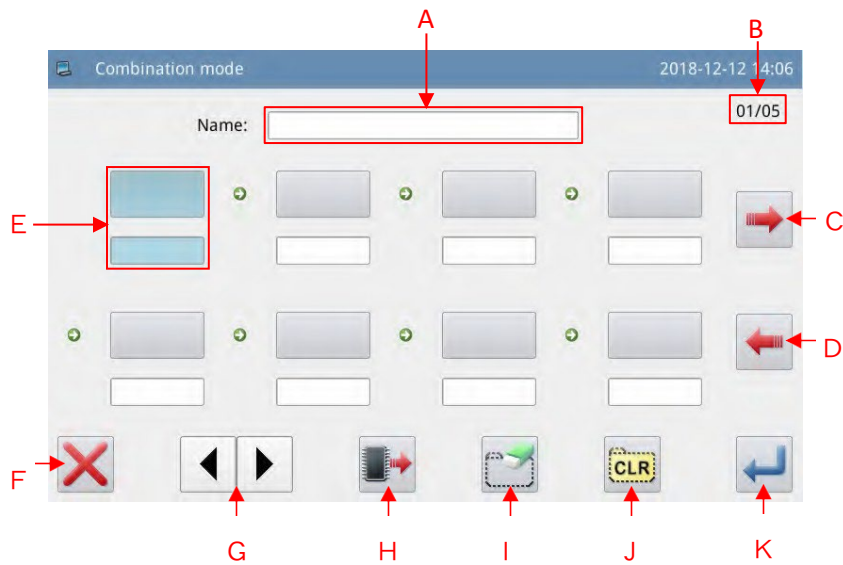 A
B
Combination mode
2018-12-12 14:06
01/05
Name:
E
C
D
F
CLR
G
H
I
J
K